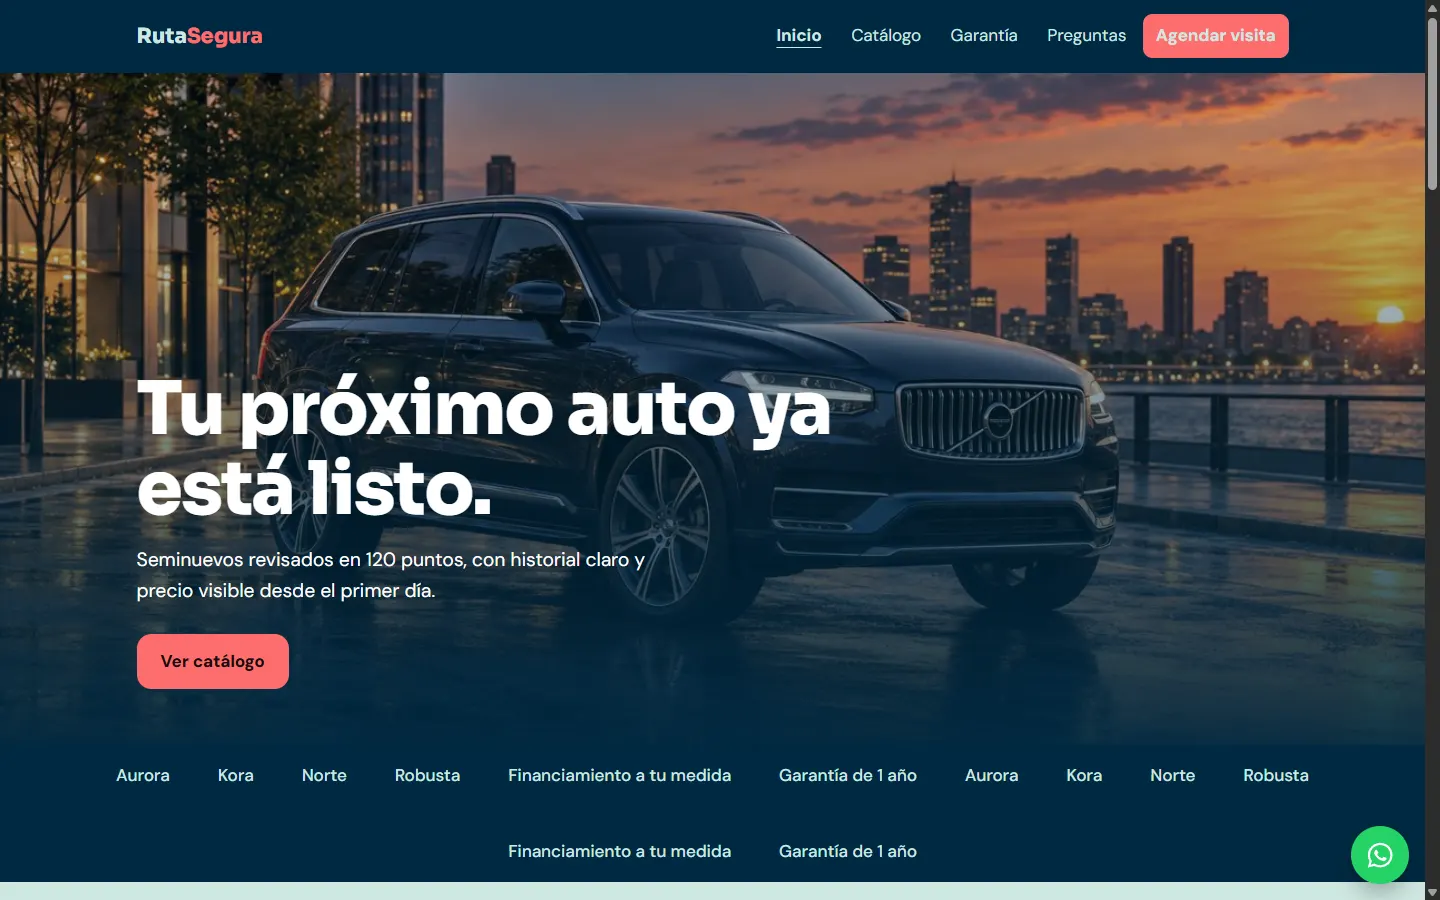 RutaSegura
Inicio Catálogo Garantía Preguntas Agendar visita
Tu próximo auto ya
está listo.
Seminuevos revisados en 120 puntos, con historial claro y
precio visible desde el primer día.
Ver catálogo
Aurora Kora Norte Robusta Financiamiento a tu medida Garantía de 1 año Aurora Kora Norte Robusta
Financiamiento a tu medida Garantía de 1 año